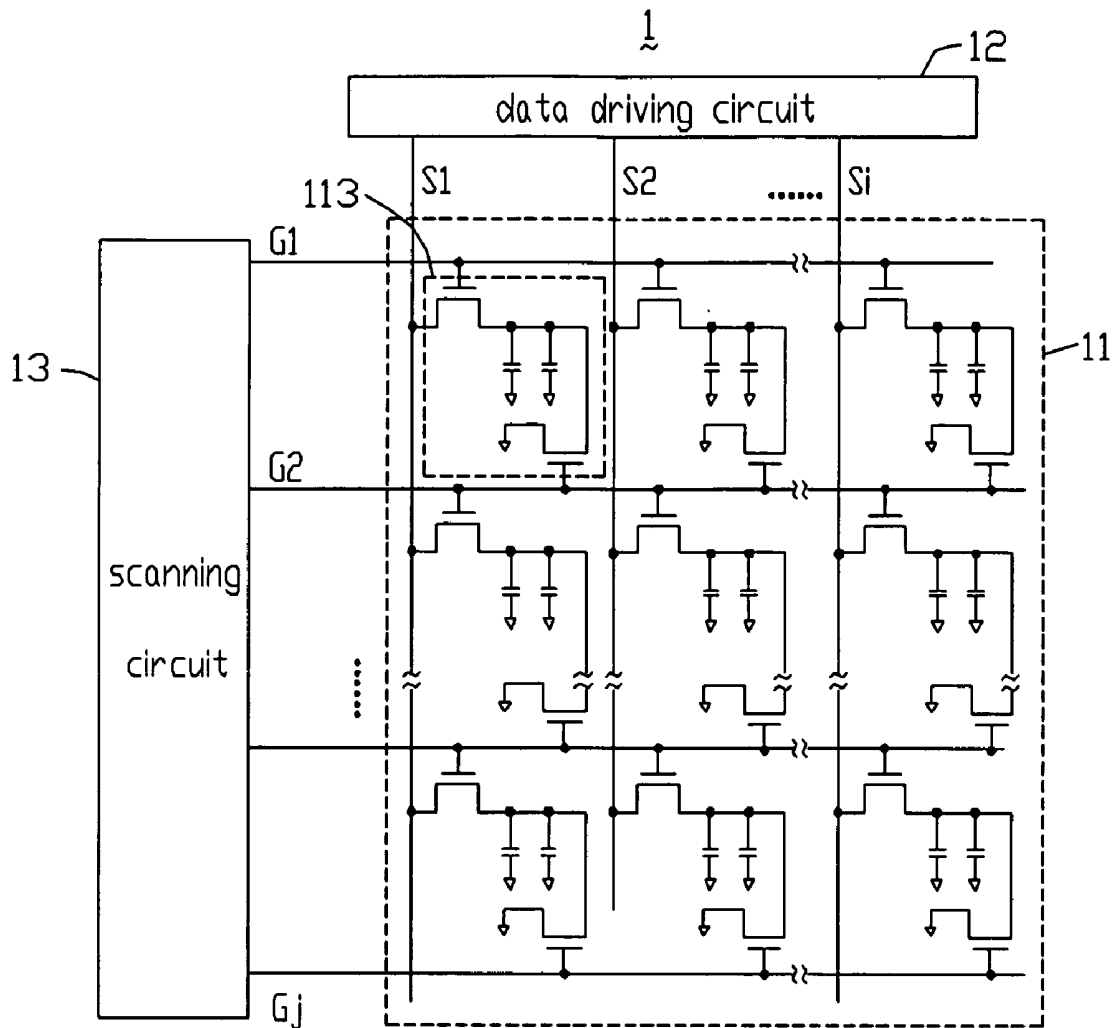 1
12
data driving circuit
S1
S2
......
Si
113
G1
11
13
G2
scanning
circuit
......
Gj